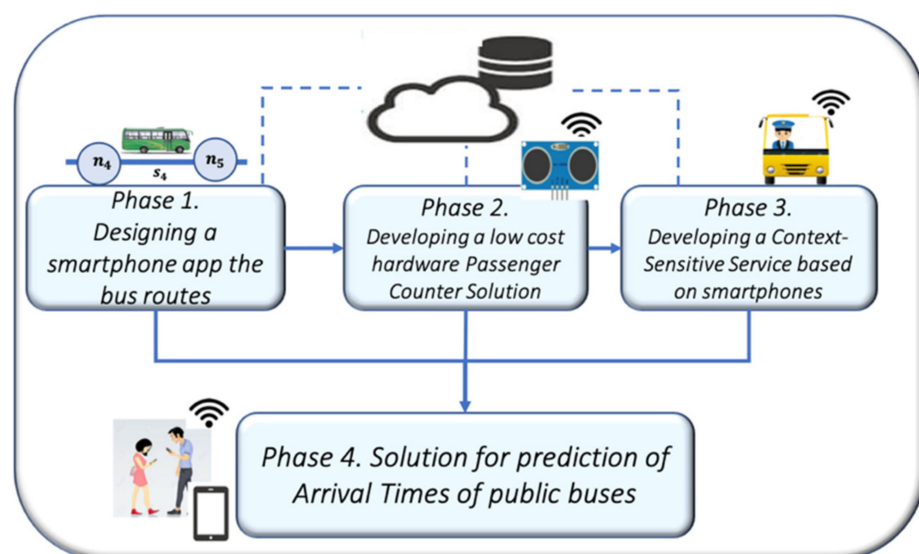 n₄
n₅
s₄
Phase 1.
Designing a
smartphone app the
bus routes
Phase 2.
Developing a low cost
hardware Passenger
Counter Solution
Phase 3.
Developing a Context-
Sensitive Service based
on smartphones
Phase 4. Solution for prediction of
Arrival Times of public buses